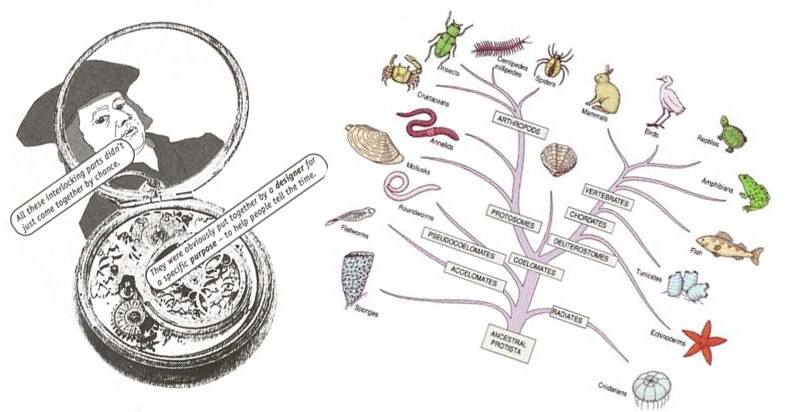 All these interlocking parts didn't
just come together by chance.
They were obviously put together by a designer for
a specific purpose – to help people tell the time.
Insects
Centipedes
millipedes
Spiders
Crustaceans
Mammals
Birds
Reptiles
ARTHROPODS
Annelids
Mollusks
Amphibians
VERTEBRATES
Roundworms
PROTOSOMES
CHORDATES
Flatworms
PSEUDOCOELOMATES
DEUTEROSTOMES
Fish
COELOMATES
ACOELOMATES
Tunicates
Sponges
RADIATES
Echinoderms
ANCESTRAL
PROTISTA
Cnidarians